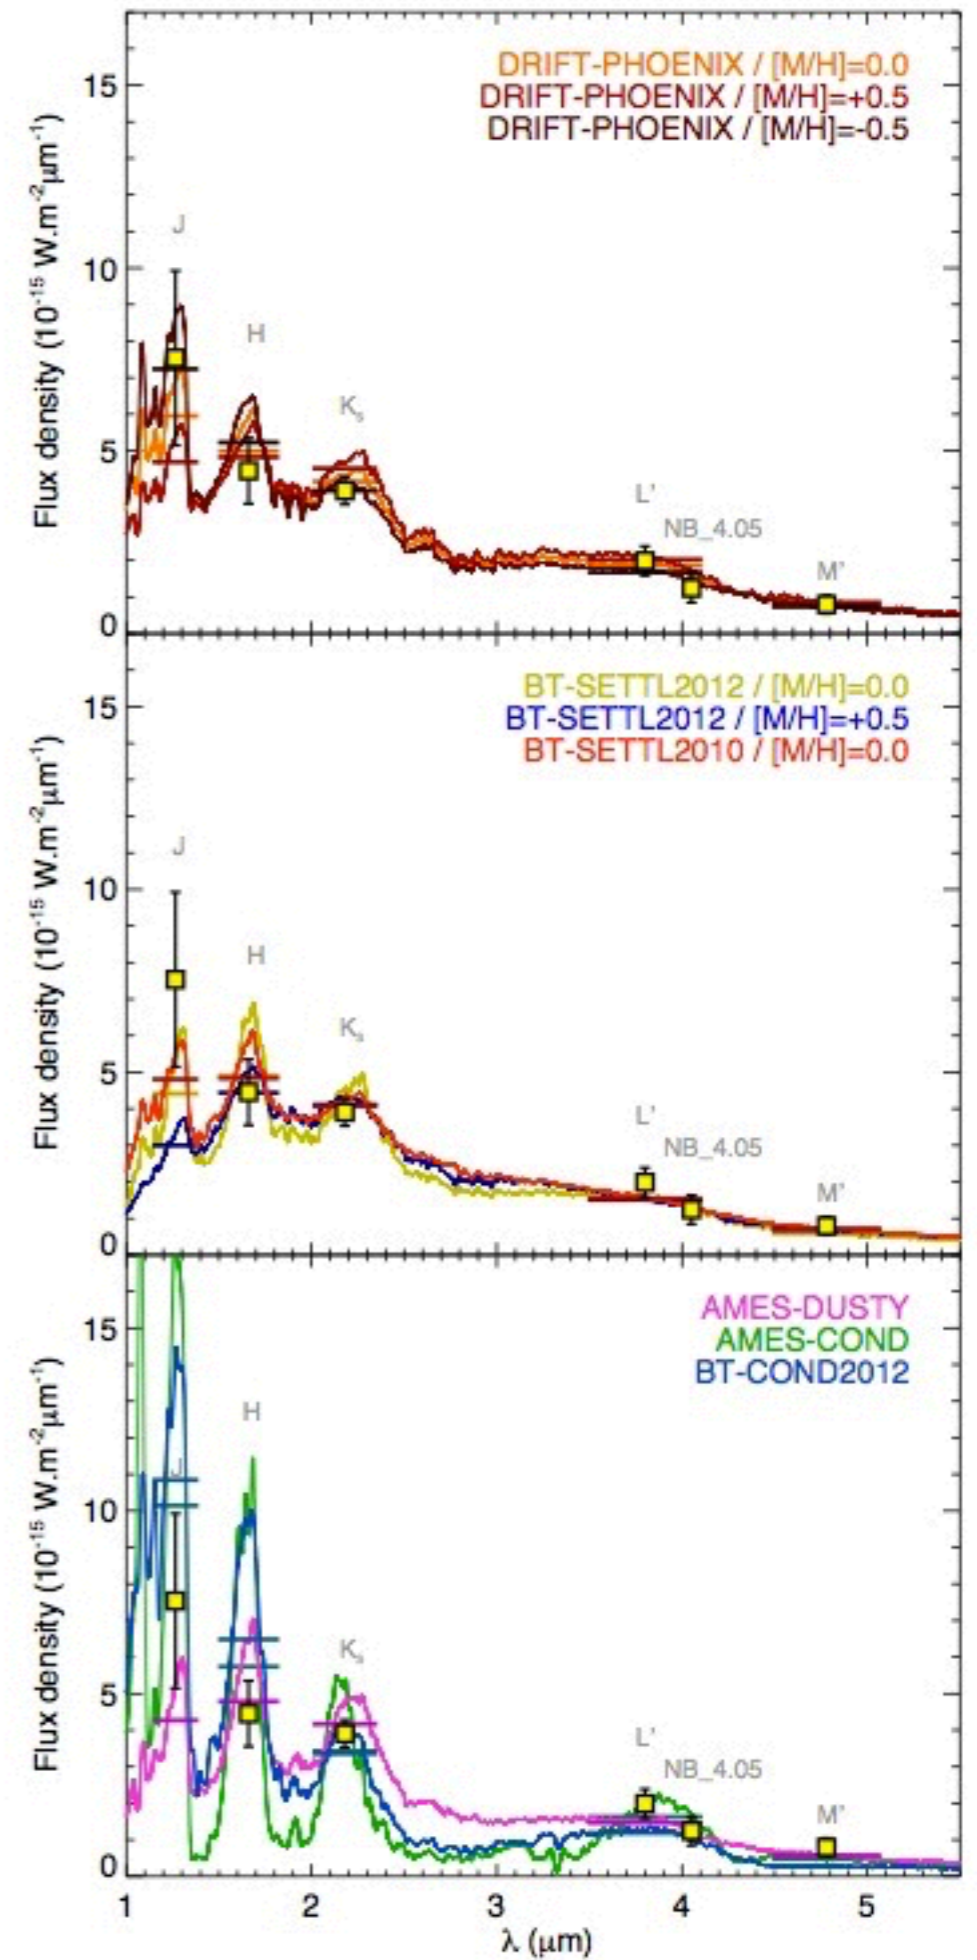 DRIFT-PHOENIX / [M/H]=0.0
DRIFT-PHOENIX / [M/H]=+0.5
DRIFT-PHOENIX / [M/H]=-0.5
Flux density (10⁻¹⁵ W.m⁻²μm⁻¹)
15
10
5
0
J
H
Kₛ
L'
NB_4.05
M'
BT-SETTL2012 / [M/H]=0.0
BT-SETTL2012 / [M/H]=+0.5
BT-SETTL2010 / [M/H]=0.0
Flux density (10⁻¹⁵ W.m⁻²μm⁻¹)
15
10
5
0
J
H
Kₛ
L'
NB_4.05
M'
AMES-DUSTY
AMES-COND
BT-COND2012
Flux density (10⁻¹⁵ W.m⁻²μm⁻¹)
15
10
5
0
H
J
Kₛ
L'
NB_4.05
M'
1 2 3 4 5
λ (μm)